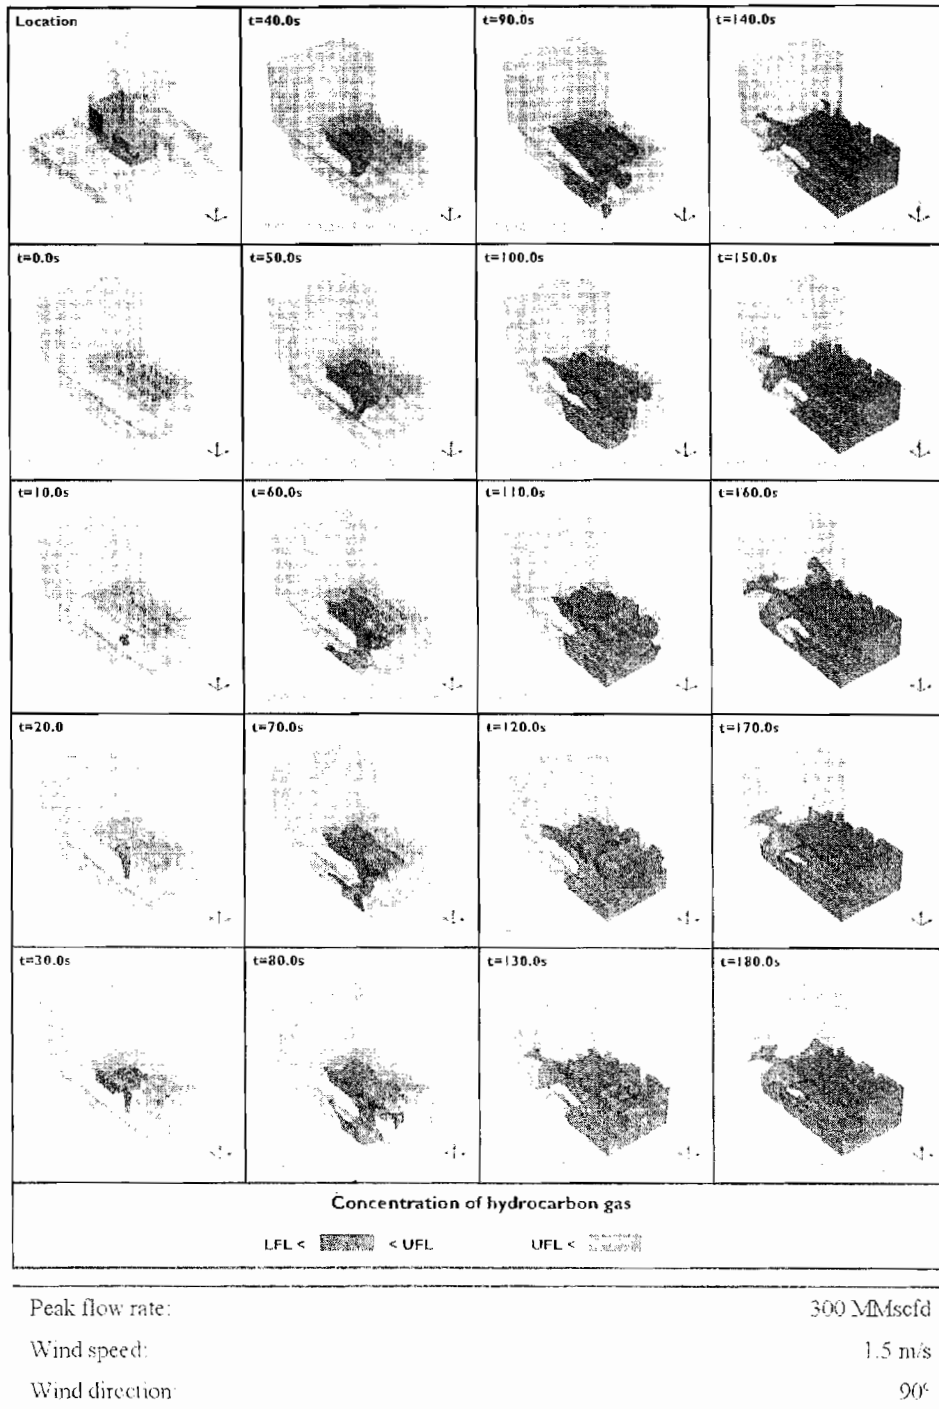 Location
t=40.0s
t=90.0s
t=140.0s
t=0.0s
t=50.0s
t=100.0s
t=150.0s
t=10.0s
t=60.0s
t=110.0s
t=160.0s
t=20.0
t=70.0s
t=120.0s
t=170.0s
t=30.0s
t=80.0s
t=130.0s
t=180.0s
Concentration of hydrocarbon gas
LFL < < UFL UFL <
Peak flow rate: 300 MMscfd
Wind speed: 1.5 m/s
Wind direction: 90°